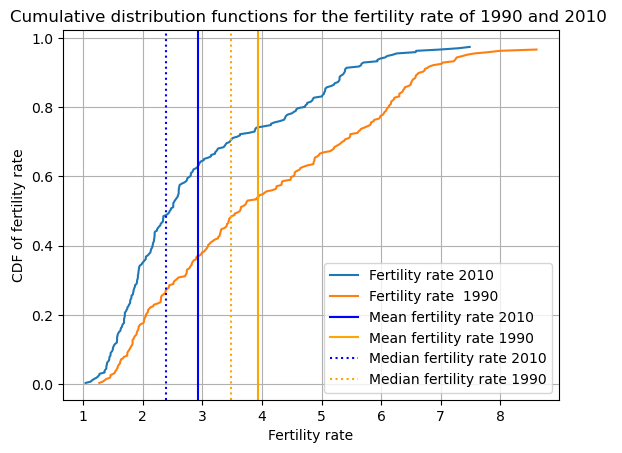 Cumulative distribution functions for the fertility rate of 1990 and 2010
1.0
0.8
0.6
0.4
0.2
0.0
CDF of fertility rate
Fertility rate 2010
Fertility rate  1990
Mean fertility rate 2010
Mean fertility rate 1990
Median fertility rate 2010
Median fertility rate 1990
1 2 3 4 5 6 7 8
Fertility rate